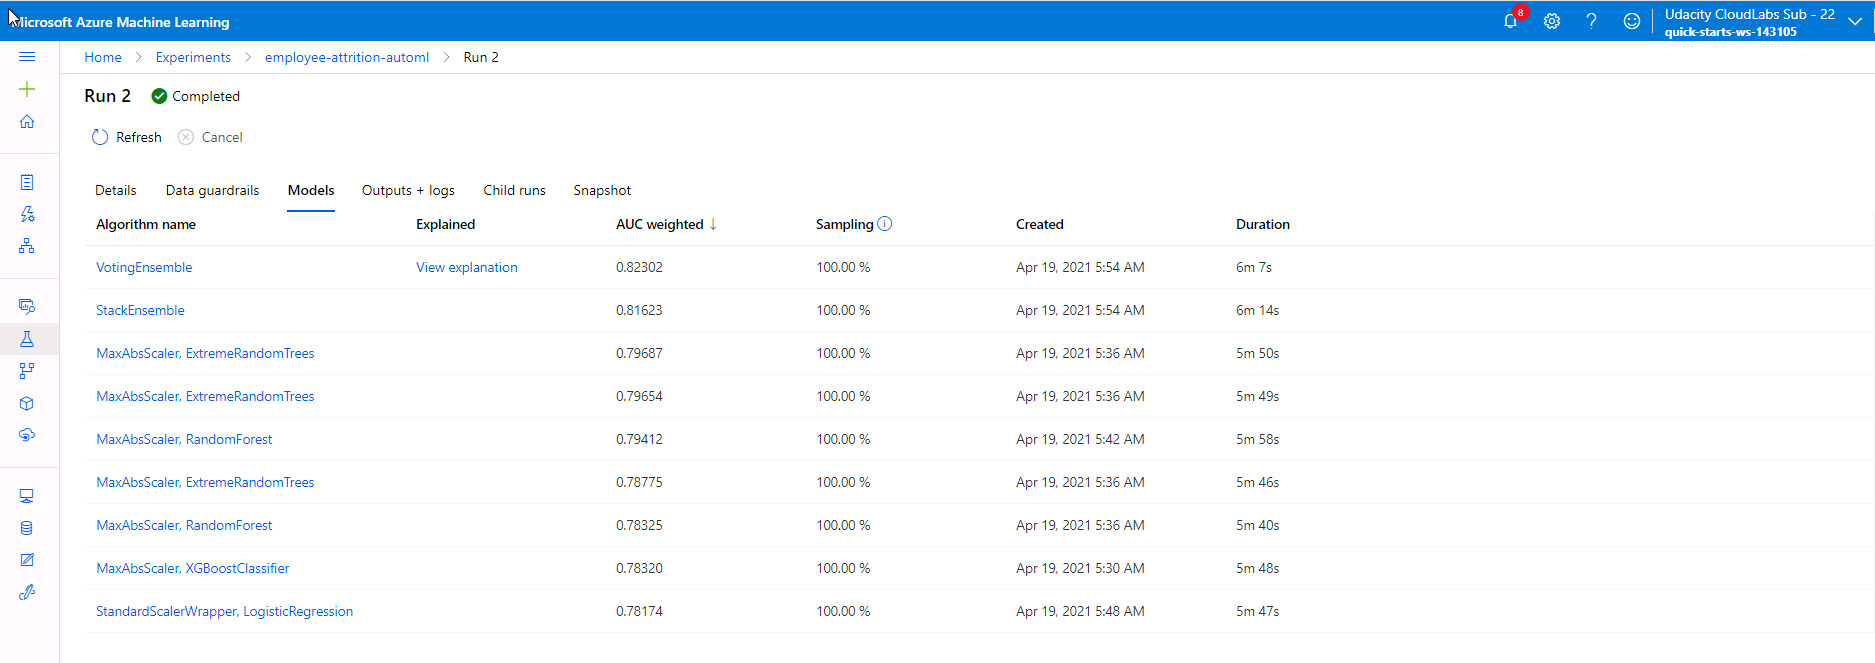 Microsoft Azure Machine Learning
8
Udacity CloudLabs Sub - 22
quick-starts-ws-143105
Home > Experiments > employee-attrition-automl > Run 2
Run 2 Completed
Refresh Cancel
Details Data guardrails Models Outputs + logs Child runs Snapshot
Algorithm name Explained AUC weighted ↓ Sampling Created Duration
VotingEnsemble View explanation 0.82302 100.00 % Apr 19, 2021 5:54 AM 6m 7s
StackEnsemble 0.81623 100.00 % Apr 19, 2021 5:54 AM 6m 14s
MaxAbsScaler, ExtremeRandomTrees 0.79687 100.00 % Apr 19, 2021 5:36 AM 5m 50s
MaxAbsScaler, ExtremeRandomTrees 0.79654 100.00 % Apr 19, 2021 5:36 AM 5m 49s
MaxAbsScaler, RandomForest 0.79412 100.00 % Apr 19, 2021 5:42 AM 5m 58s
MaxAbsScaler, ExtremeRandomTrees 0.78775 100.00 % Apr 19, 2021 5:36 AM 5m 46s
MaxAbsScaler, RandomForest 0.78325 100.00 % Apr 19, 2021 5:36 AM 5m 40s
MaxAbsScaler, XGBoostClassifier 0.78320 100.00 % Apr 19, 2021 5:30 AM 5m 48s
StandardScalerWrapper, LogisticRegression 0.78174 100.00 % Apr 19, 2021 5:48 AM 5m 47s